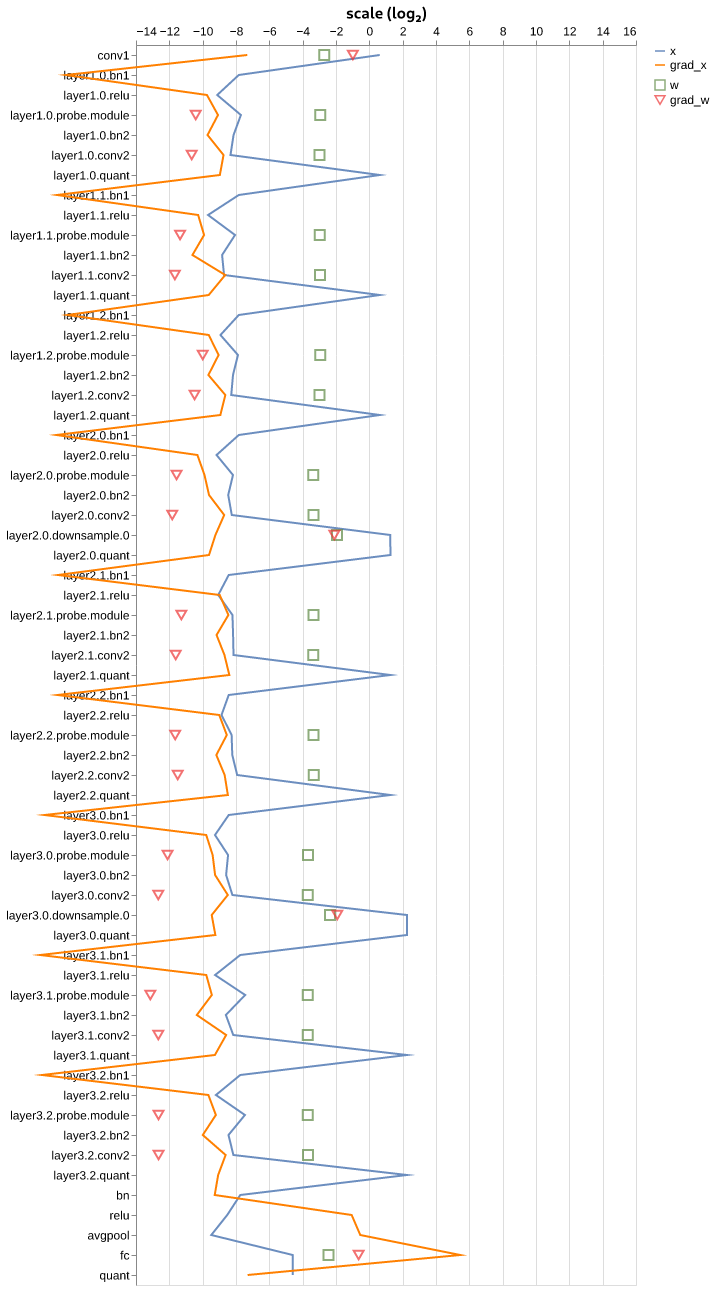 scale (log2)
−14 −12 −10 −8 −6 −4 −2 0 2 4 6 8 10 12 14 16
x
grad_x
w
grad_w
conv1
layer1.0.bn1
layer1.0.relu
layer1.0.probe.module
layer1.0.bn2
layer1.0.conv2
layer1.0.quant
layer1.1.bn1
layer1.1.relu
layer1.1.probe.module
layer1.1.bn2
layer1.1.conv2
layer1.1.quant
layer1.2.bn1
layer1.2.relu
layer1.2.probe.module
layer1.2.bn2
layer1.2.conv2
layer1.2.quant
layer2.0.bn1
layer2.0.relu
layer2.0.probe.module
layer2.0.bn2
layer2.0.conv2
layer2.0.downsample.0
layer2.0.quant
layer2.1.bn1
layer2.1.relu
layer2.1.probe.module
layer2.1.bn2
layer2.1.conv2
layer2.1.quant
layer2.2.bn1
layer2.2.relu
layer2.2.probe.module
layer2.2.bn2
layer2.2.conv2
layer2.2.quant
layer3.0.bn1
layer3.0.relu
layer3.0.probe.module
layer3.0.bn2
layer3.0.conv2
layer3.0.downsample.0
layer3.0.quant
layer3.1.bn1
layer3.1.relu
layer3.1.probe.module
layer3.1.bn2
layer3.1.conv2
layer3.1.quant
layer3.2.bn1
layer3.2.relu
layer3.2.probe.module
layer3.2.bn2
layer3.2.conv2
layer3.2.quant
bn
relu
avgpool
fc
quant